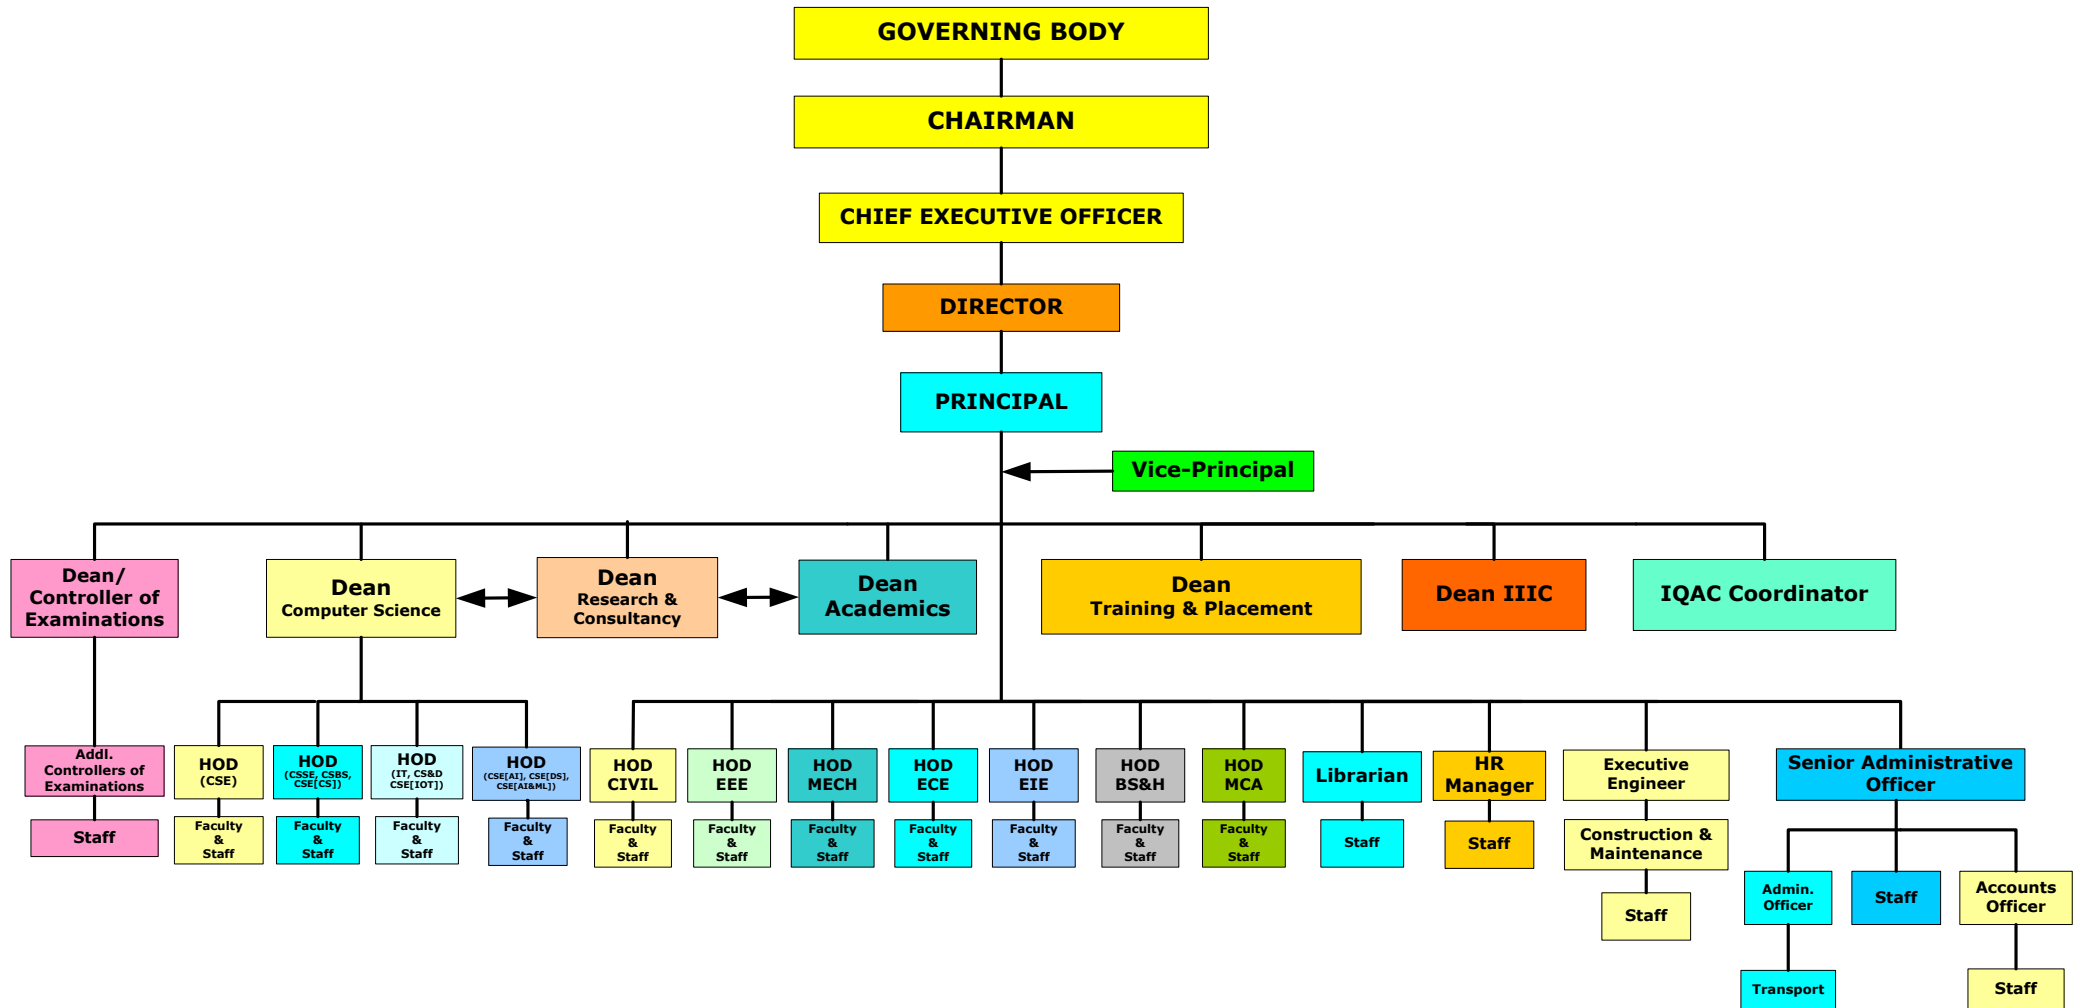 GOVERNING BODY
CHAIRMAN
CHIEF EXECUTIVE OFFICER
DIRECTOR
PRINCIPAL
Vice-Principal
Dean/
Controller of
Examinations
Dean
Computer Science
Dean
Research &
Consultancy
Dean
Academics
Dean
Training & Placement
Dean IIIC
IQAC Coordinator
Addl.
Controllers of
Examinations
HOD
(CSE)
HOD
(CSSE, CSBS,
CSE[CS])
HOD
(IT, CS&D
CSE[IOT])
HOD
(CSE[AI], CSE[DS],
CSE[AI&ML])
HOD
CIVIL
HOD
EEE
HOD
MECH
HOD
ECE
HOD
EIE
HOD
BS&H
HOD
MCA
Librarian
HR
Manager
Executive
Engineer
Senior Administrative
Officer
Staff
Faculty
&
Staff
Faculty
&
Staff
Faculty
&
Staff
Faculty
&
Staff
Faculty
&
Staff
Faculty
&
Staff
Faculty
&
Staff
Faculty
&
Staff
Faculty
&
Staff
Faculty
&
Staff
Faculty
&
Staff
Staff
Staff
Construction &
Maintenance
Staff
Admin.
Officer
Staff
Accounts
Officer
Transport
Staff